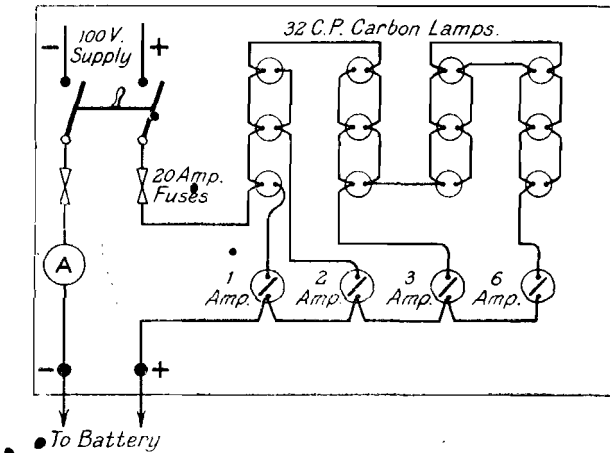 100 V.
Supply
− +
32 C.P. Carbon Lamps.
20 Amp.
Fuses
A
1
Amp.
2
Amp.
3
Amp.
6
Amp.
− +
To Battery